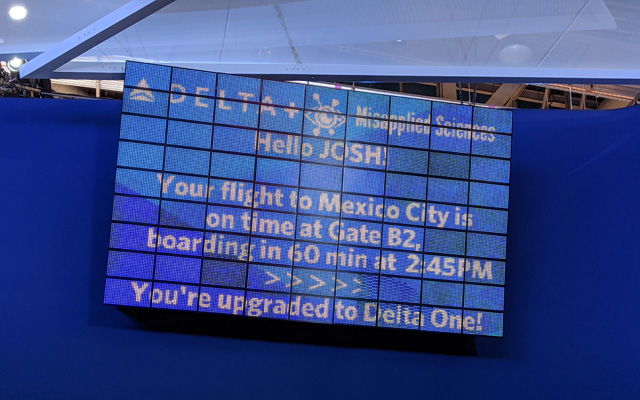 DELTA + Misapplied Sciences
Hello JOSH!
Your flight to Mexico City is
on time at Gate B2,
boarding in 60 min at 2:45PM
>>>>>
You're upgraded to Delta One!